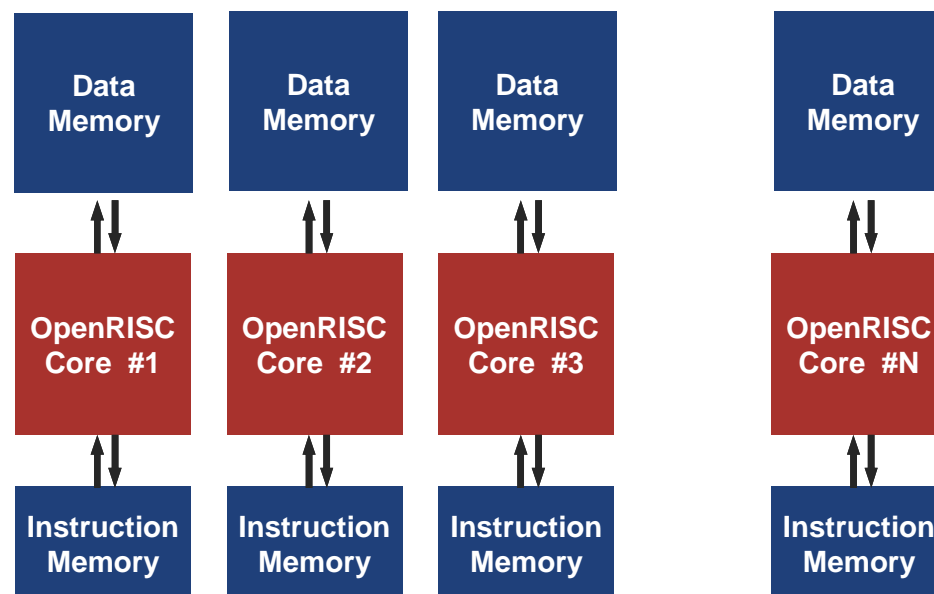 Data
Memory
Data
Memory
Data
Memory
Data
Memory
OpenRISC
Core #1
OpenRISC
Core #2
OpenRISC
Core #3
OpenRISC
Core #N
Instruction
Memory
Instruction
Memory
Instruction
Memory
Instruction
Memory